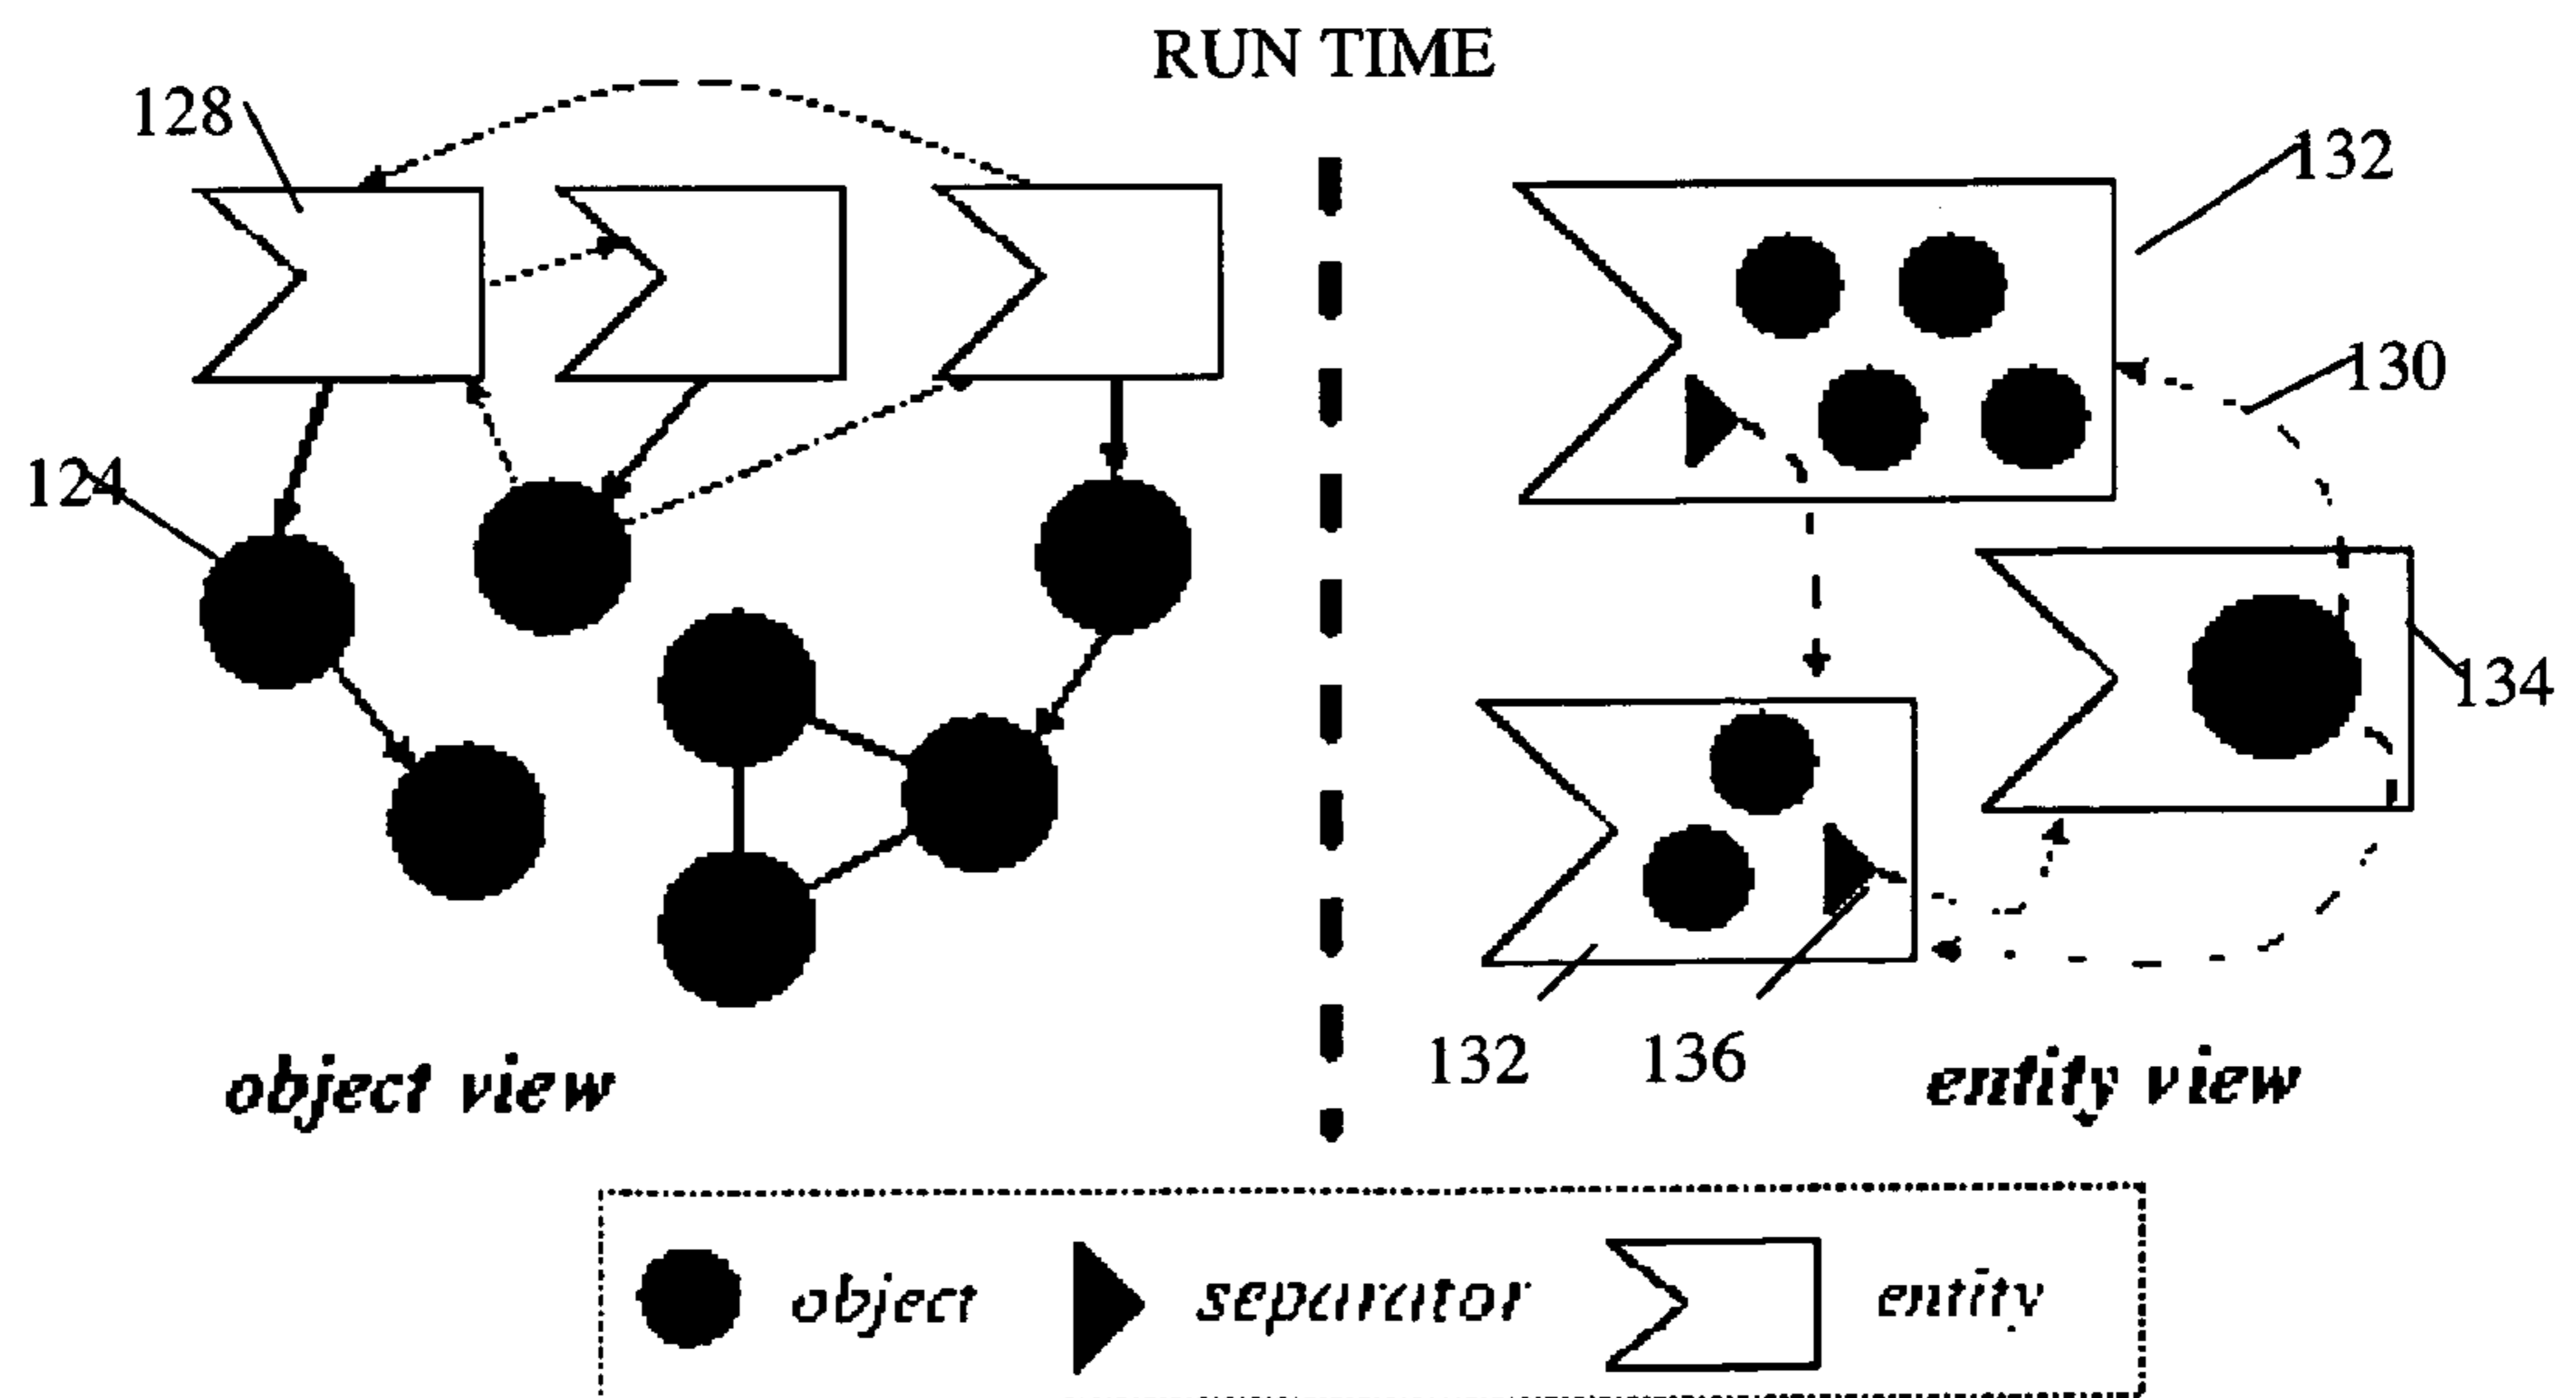 RUN TIME
128
132
130
124
134
132
136
object view
entity view
object
separator
entity